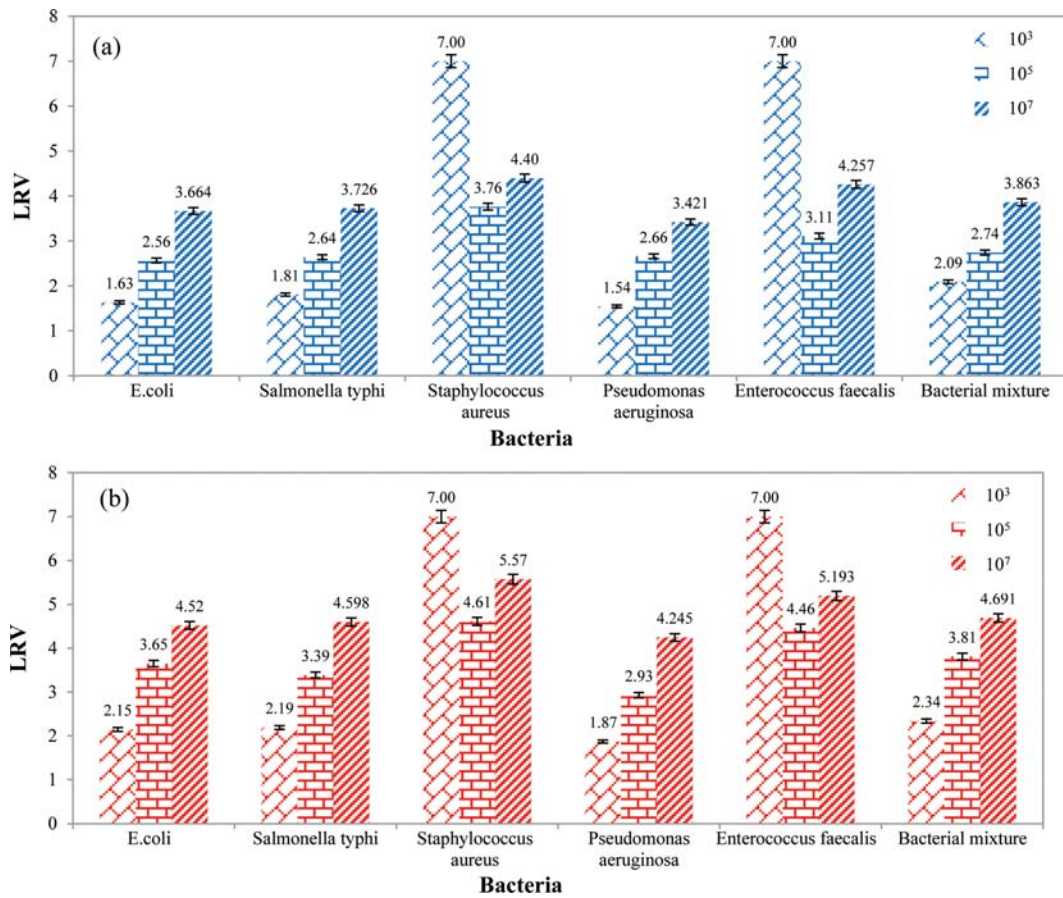 (a)
10³
10⁵
10⁷
LRV
8
7
6
5
4
3
2
1
0
1.63
2.56
3.664
1.81
2.64
3.726
7.00
3.76
4.40
1.54
2.66
3.421
7.00
3.11
4.257
2.09
2.74
3.863
E.coli
Salmonella typhi
Staphylococcus
aureus
Pseudomonas
aeruginosa
Enterococcus faecalis
Bacterial mixture
Bacteria
(b)
10³
10⁵
10⁷
LRV
8
7
6
5
4
3
2
1
0
2.15
3.65
4.52
2.19
3.39
4.598
7.00
4.61
5.57
1.87
2.93
4.245
7.00
4.46
5.193
2.34
3.81
4.691
E.coli
Salmonella typhi
Staphylococcus
aureus
Pseudomonas
aeruginosa
Enterococcus faecalis
Bacterial mixture
Bacteria